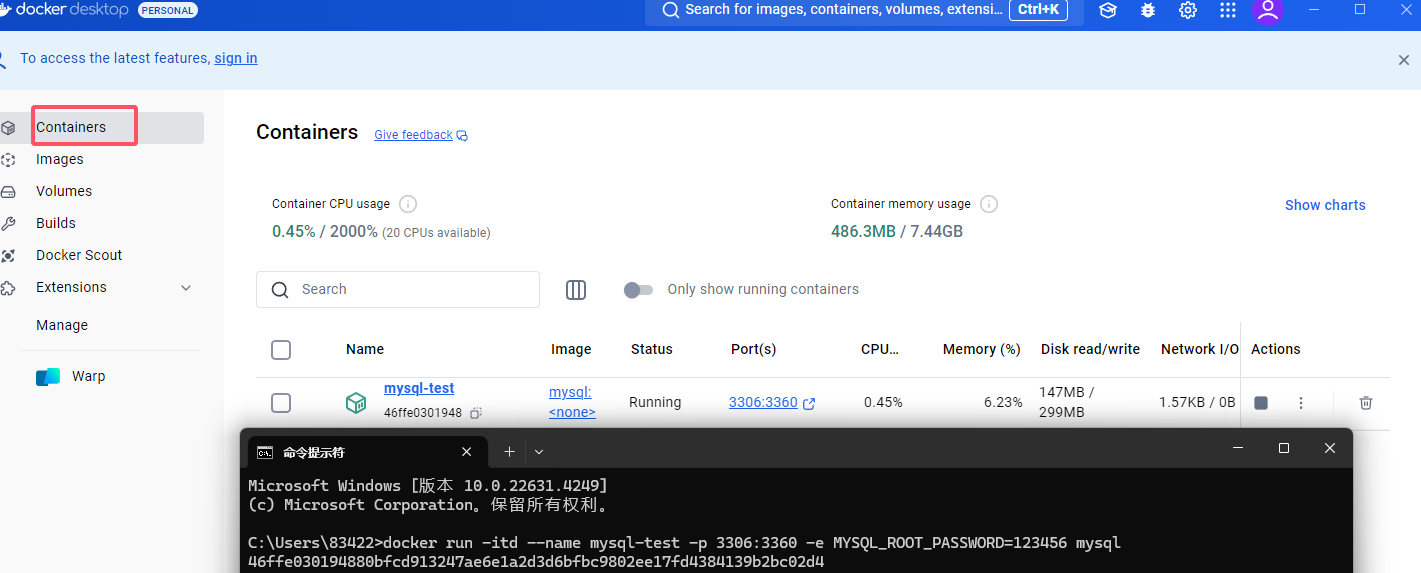 docker desktop PERSONAL
Search for images, containers, volumes, extensi... Ctrl+K
To access the latest features, sign in
Containers
Images
Volumes
Builds
Docker Scout
Extensions
Manage
Warp
Containers Give feedback
Container CPU usage
0.45% / 2000% (20 CPUs available)
Container memory usage
486.3MB / 7.44GB
Show charts
Search
Only show running containers
Name Image Status Port(s) CPU... Memory (%) Disk read/write Network I/O Actions
mysql-test
46ffe0301948
mysql:
<none>
Running
3306:3360
0.45%
6.23%
147MB /
299MB
1.57KB / 0B
命令提示符
Microsoft Windows [版本 10.0.22631.4249]
(c) Microsoft Corporation。保留所有权利。
C:\Users\83422>docker run -itd --name mysql-test -p 3306:3360 -e MYSQL_ROOT_PASSWORD=123456 mysql
46ffe030194880bfcd913247ae6e1a2d3d6bfbc9802ee17fd4384139b2bc02d4